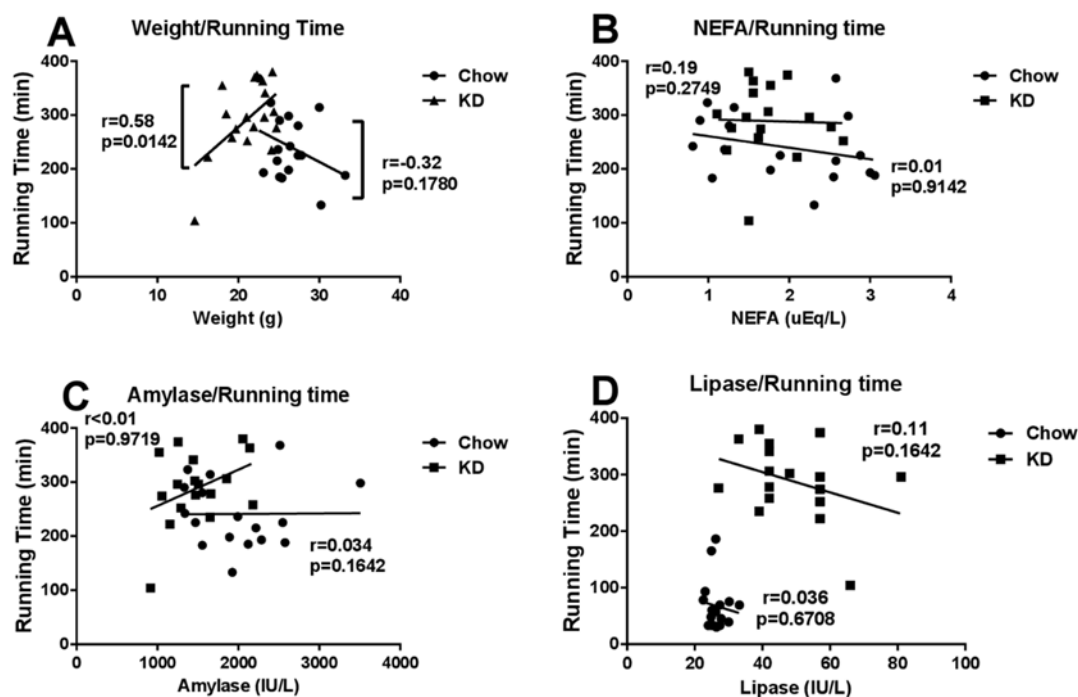 A
Weight/Running Time
Running Time (min)
400
300
200
100
0
0
10
20
30
40
Weight (g)
r=0.58
p=0.0142
r=-0.32
p=0.1780
Chow
KD
B
NEFA/Running time
Running Time (min)
400
300
200
100
0
0
1
2
3
4
NEFA (uEq/L)
r=0.19
p=0.2749
r=0.01
p=0.9142
Chow
KD
C
Amylase/Running time
Running Time (min)
400
300
200
100
0
1000
2000
3000
4000
Amylase (IU/L)
r<0.01
p=0.9719
r=0.034
p=0.1642
Chow
KD
D
Lipase/Running time
Running Time (min)
400
300
200
100
0
0
20
40
60
80
100
Lipase (IU/L)
r=0.11
p=0.1642
r=0.036
p=0.6708
Chow
KD